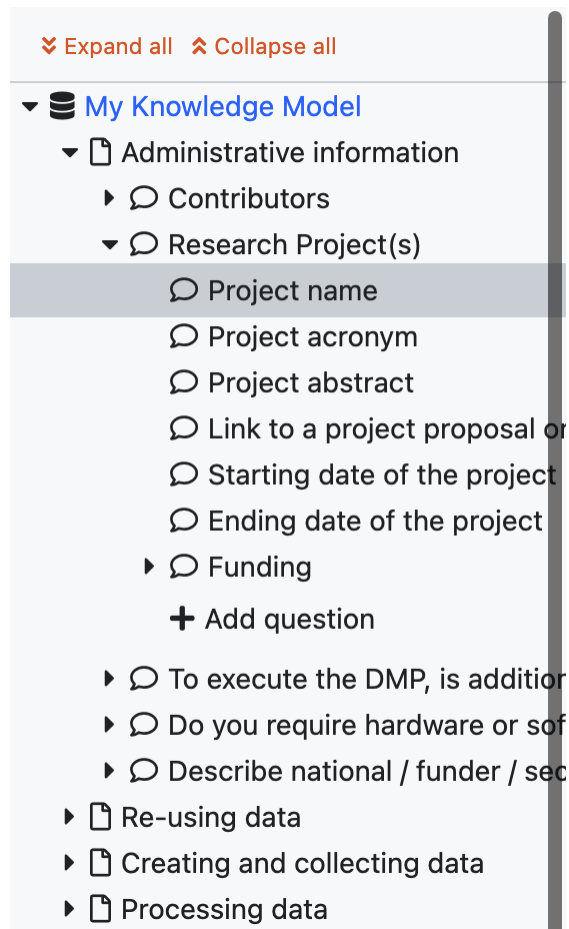 Expand all Collapse all
My Knowledge Model
Administrative information
Contributors
Research Project(s)
Project name
Project acronym
Project abstract
Link to a project proposal or
Starting date of the project
Ending date of the project
Funding
Add question
To execute the DMP, is addition
Do you require hardware or sof
Describe national / funder / sec
Re-using data
Creating and collecting data
Processing data